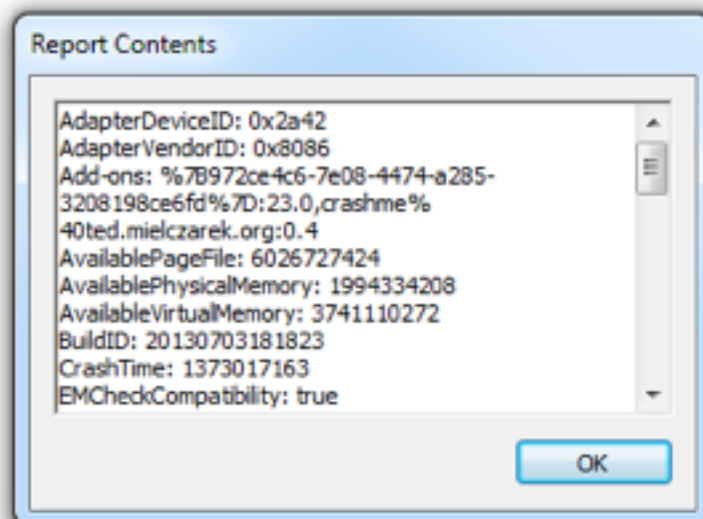 Report Contents
AdapterDeviceID: 0x2a42
AdapterVendorID: 0x8086
Add-ons: %7B972ce4c6-7e08-4474-a285-
3208198ce6fd%7D:23.0,crashme%
40ted.mielczarek.org:0.4
AvailablePageFile: 6026727424
AvailablePhysicalMemory: 1994334208
AvailableVirtualMemory: 3741110272
BuildID: 20130703181823
CrashTime: 1373017163
EMCheckCompatibility: true
OK